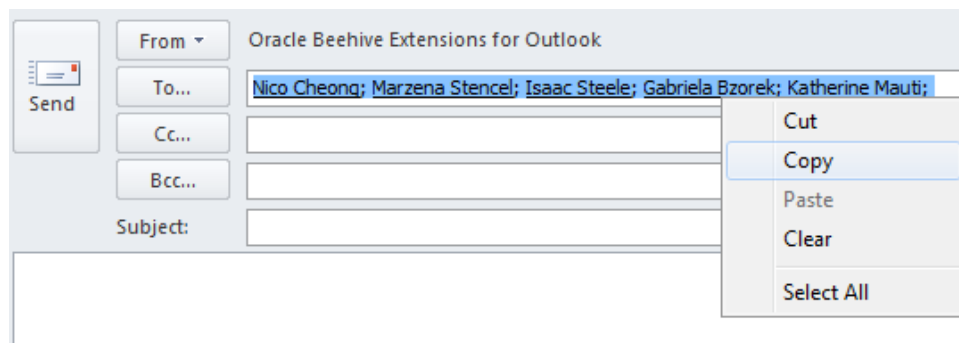 From Oracle Beehive Extensions for Outlook
Send
To... Nico Cheong; Marzena Stencel; Isaac Steele; Gabriela Bzorek; Katherine Mauti;
Cc...
Bcc...
Subject:
Cut
Copy
Paste
Clear
Select All